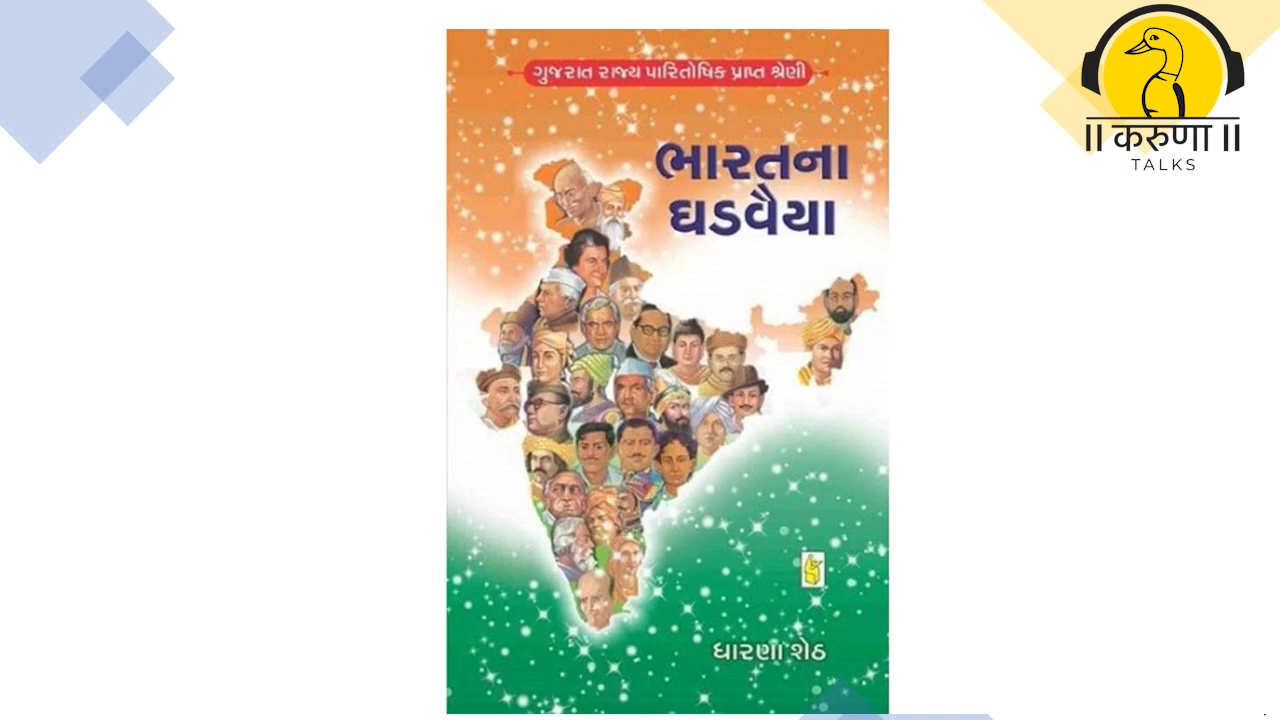 ગુજરાત રાજ્ય પારિતોષિક પ્રાપ્ત શ્રેણી
ભારતના
ઘડવૈયા
ધારણા શેઠ
॥ करुणा ॥
TALKS